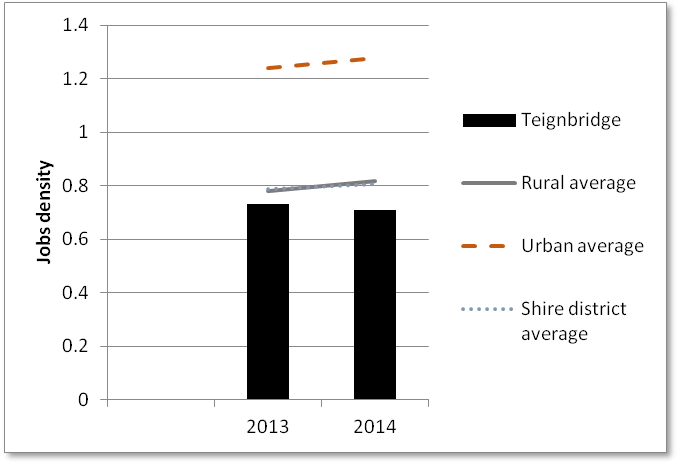 1.4
1.2
1
0.8
0.6
0.4
0.2
0
Jobs density
2013
2014
Teignbridge
Rural average
Urban average
Shire district
average